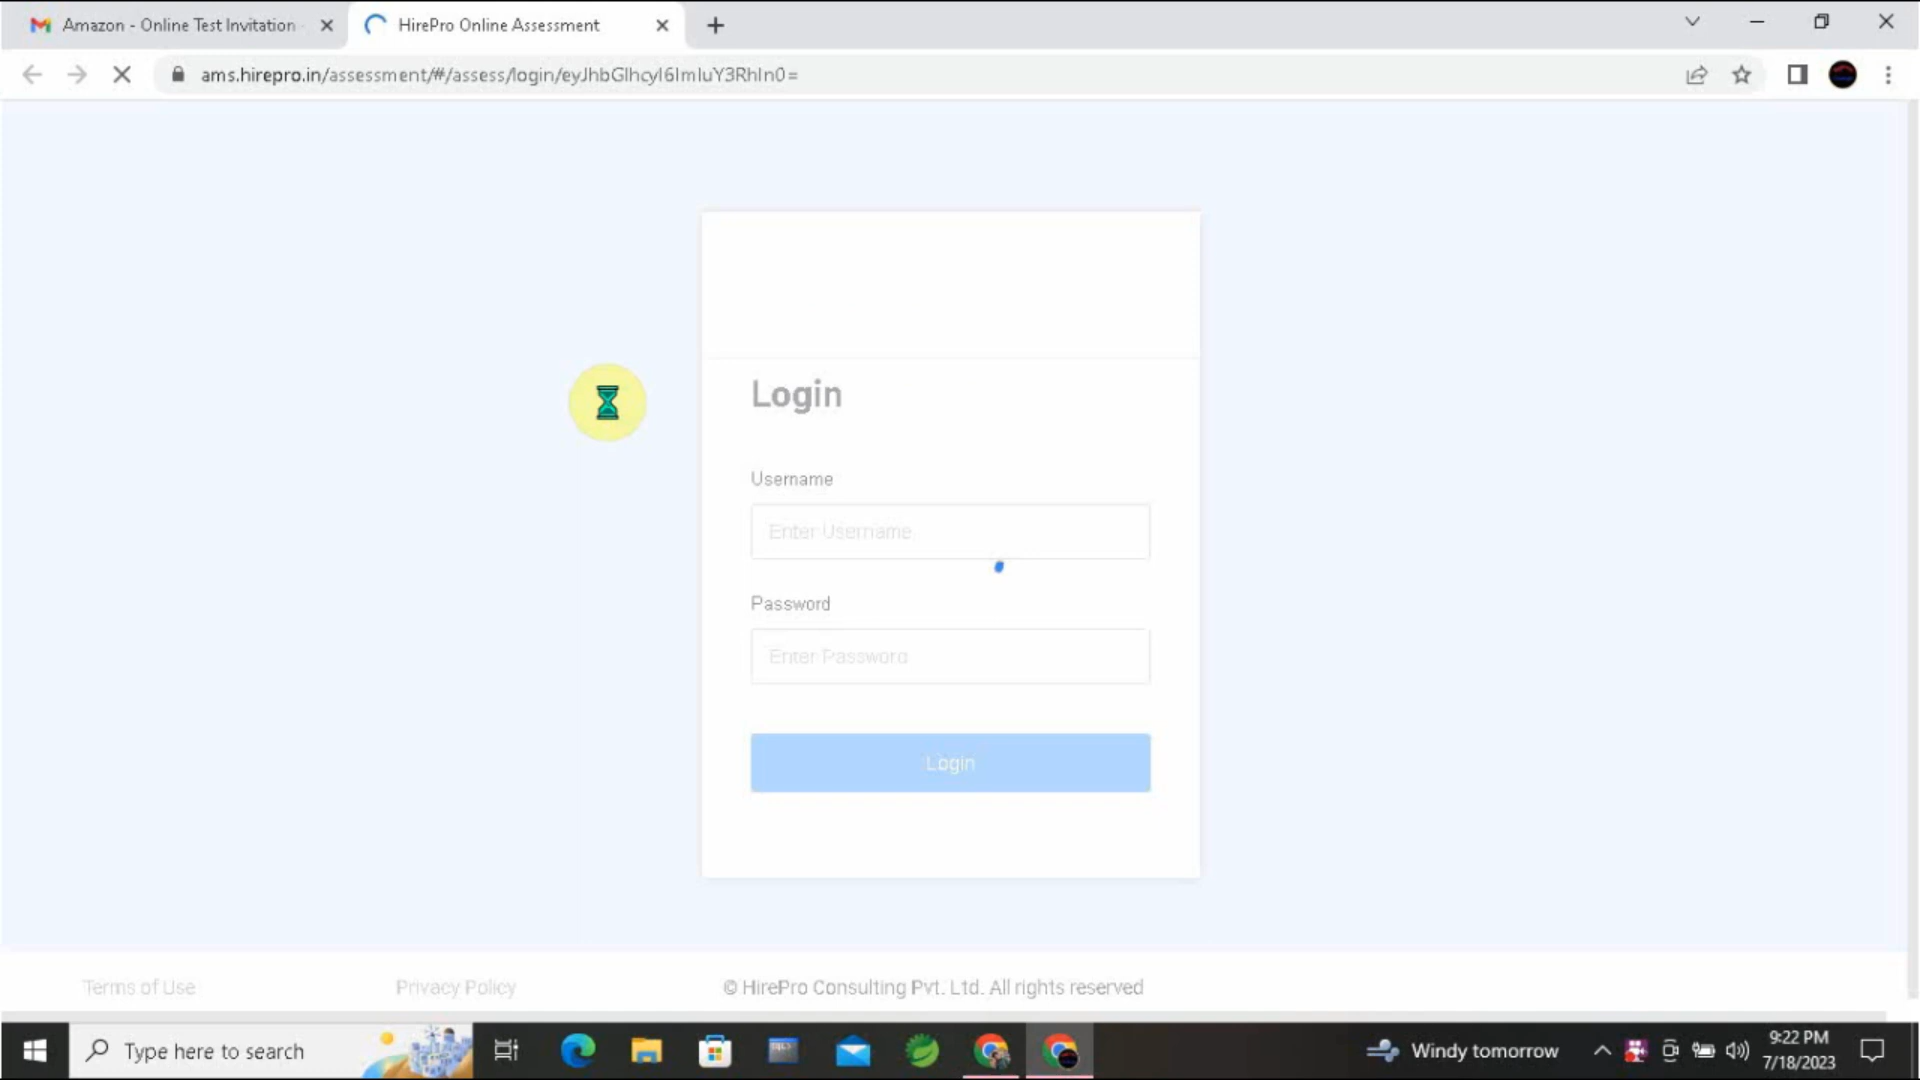 Amazon - Online Test Invitation
HirePro Online Assessment
ams.hirepro.in/assessment/#/assess/login/eyJhbGlhcyI6ImluY3RhIn0=
Login
Username
Enter Username
Password
Enter Password
Login
Terms of Use
Privacy Policy
© HirePro Consulting Pvt. Ltd. All rights reserved
Type here to search
Windy tomorrow
9:22 PM
7/18/2023